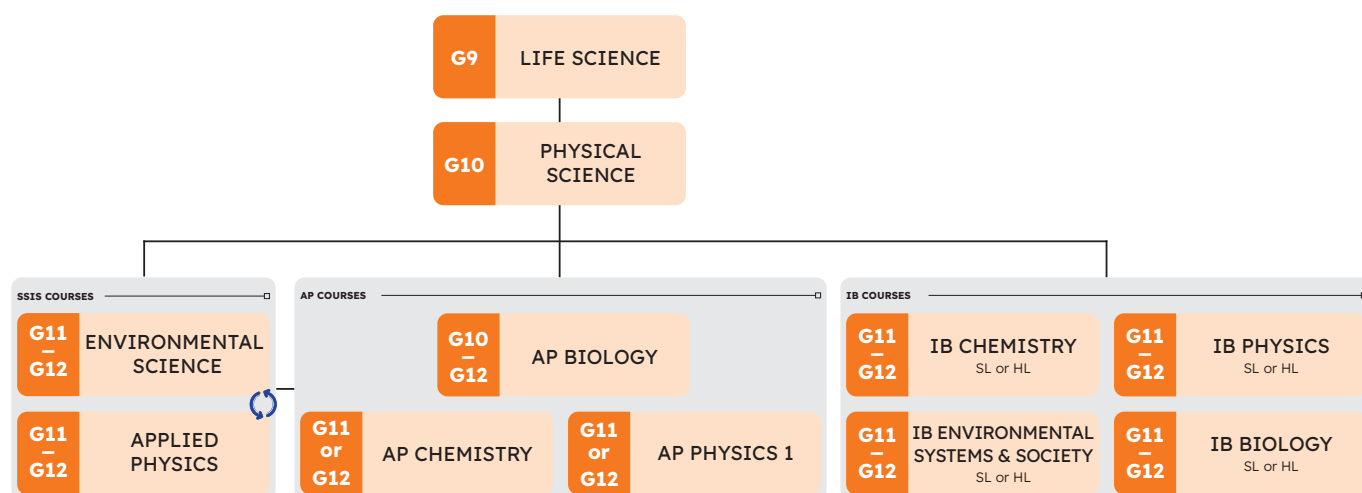 G9
LIFE SCIENCE
G10
PHYSICAL
SCIENCE
SSIS COURSES
G11
–
G12
ENVIRONMENTAL
SCIENCE
G11
–
G12
APPLIED
PHYSICS
AP COURSES
G10
–
G12
AP BIOLOGY
G11
or
G12
AP CHEMISTRY
G11
or
G12
AP PHYSICS 1
IB COURSES
G11
–
G12
IB CHEMISTRY
SL or HL
G11
–
G12
IB PHYSICS
SL or HL
G11
–
G12
IB ENVIRONMENTAL
SYSTEMS & SOCIETY
SL or HL
G11
–
G12
IB BIOLOGY
SL or HL